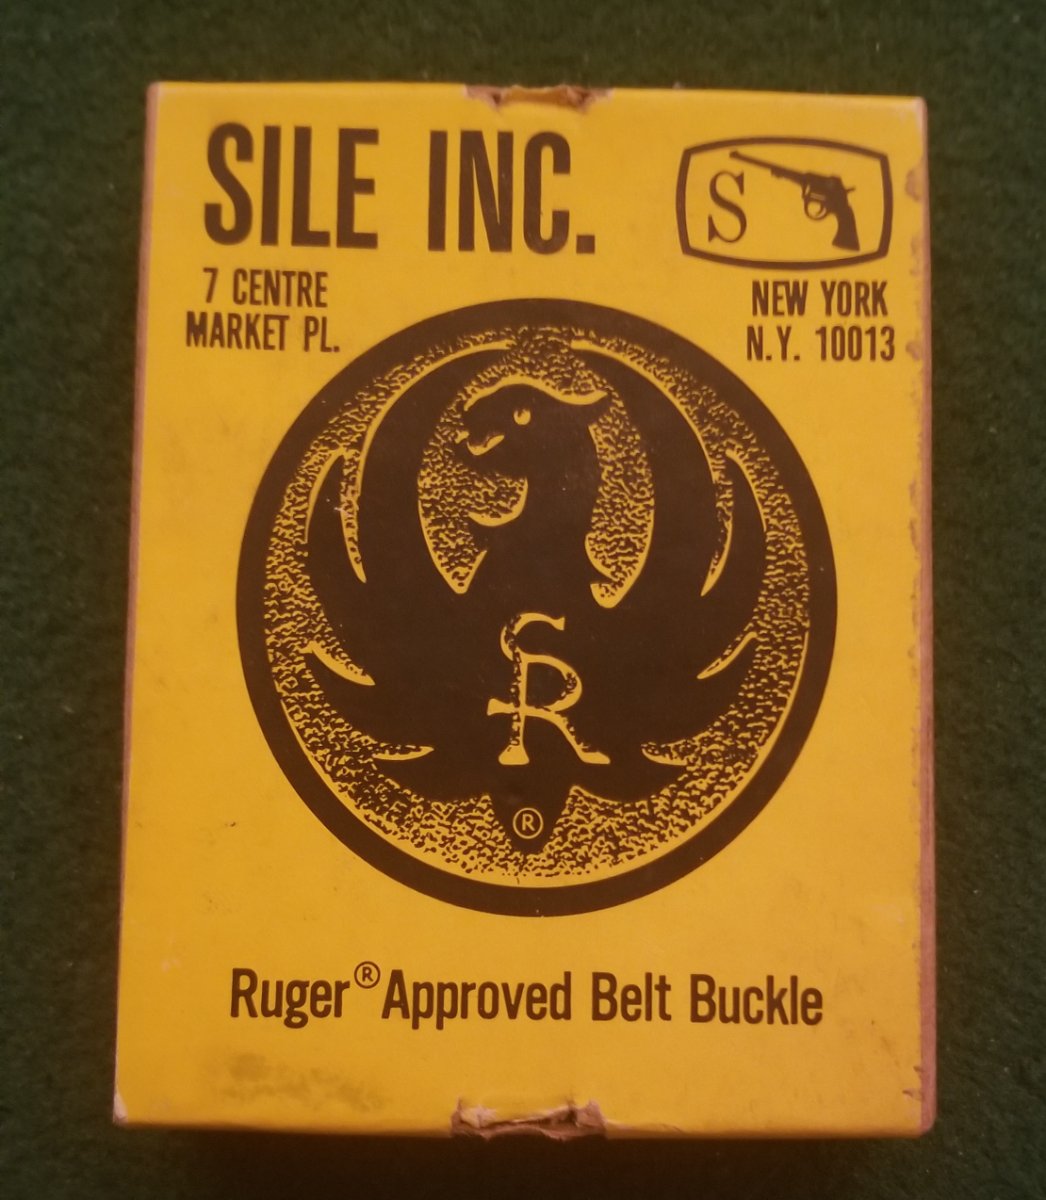 SILE INC.
S
7 CENTRE
MARKET PL.
NEW YORK
N.Y. 10013
SR
®
Ruger® Approved Belt Buckle